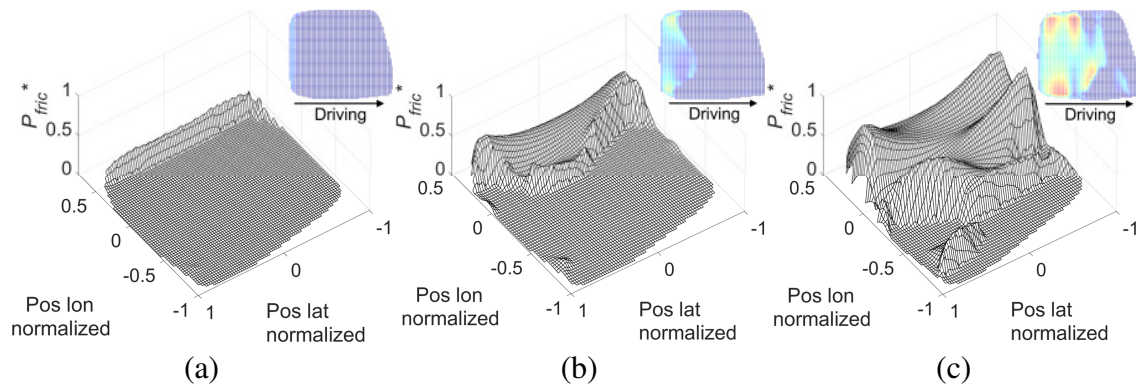 P*fric
1
0.5
0
0.5
0
-0.5
-1
1
0
-1
Pos lon
normalized
Pos lat
normalized
Driving
(a)
P*fric
1
0.5
0
0.5
0
-0.5
-1
1
0
-1
Pos lon
normalized
Pos lat
normalized
Driving
(b)
P*fric
1
0.5
0
0.5
0
-0.5
-1
1
0
-1
Pos lon
normalized
Pos lat
normalized
Driving
(c)